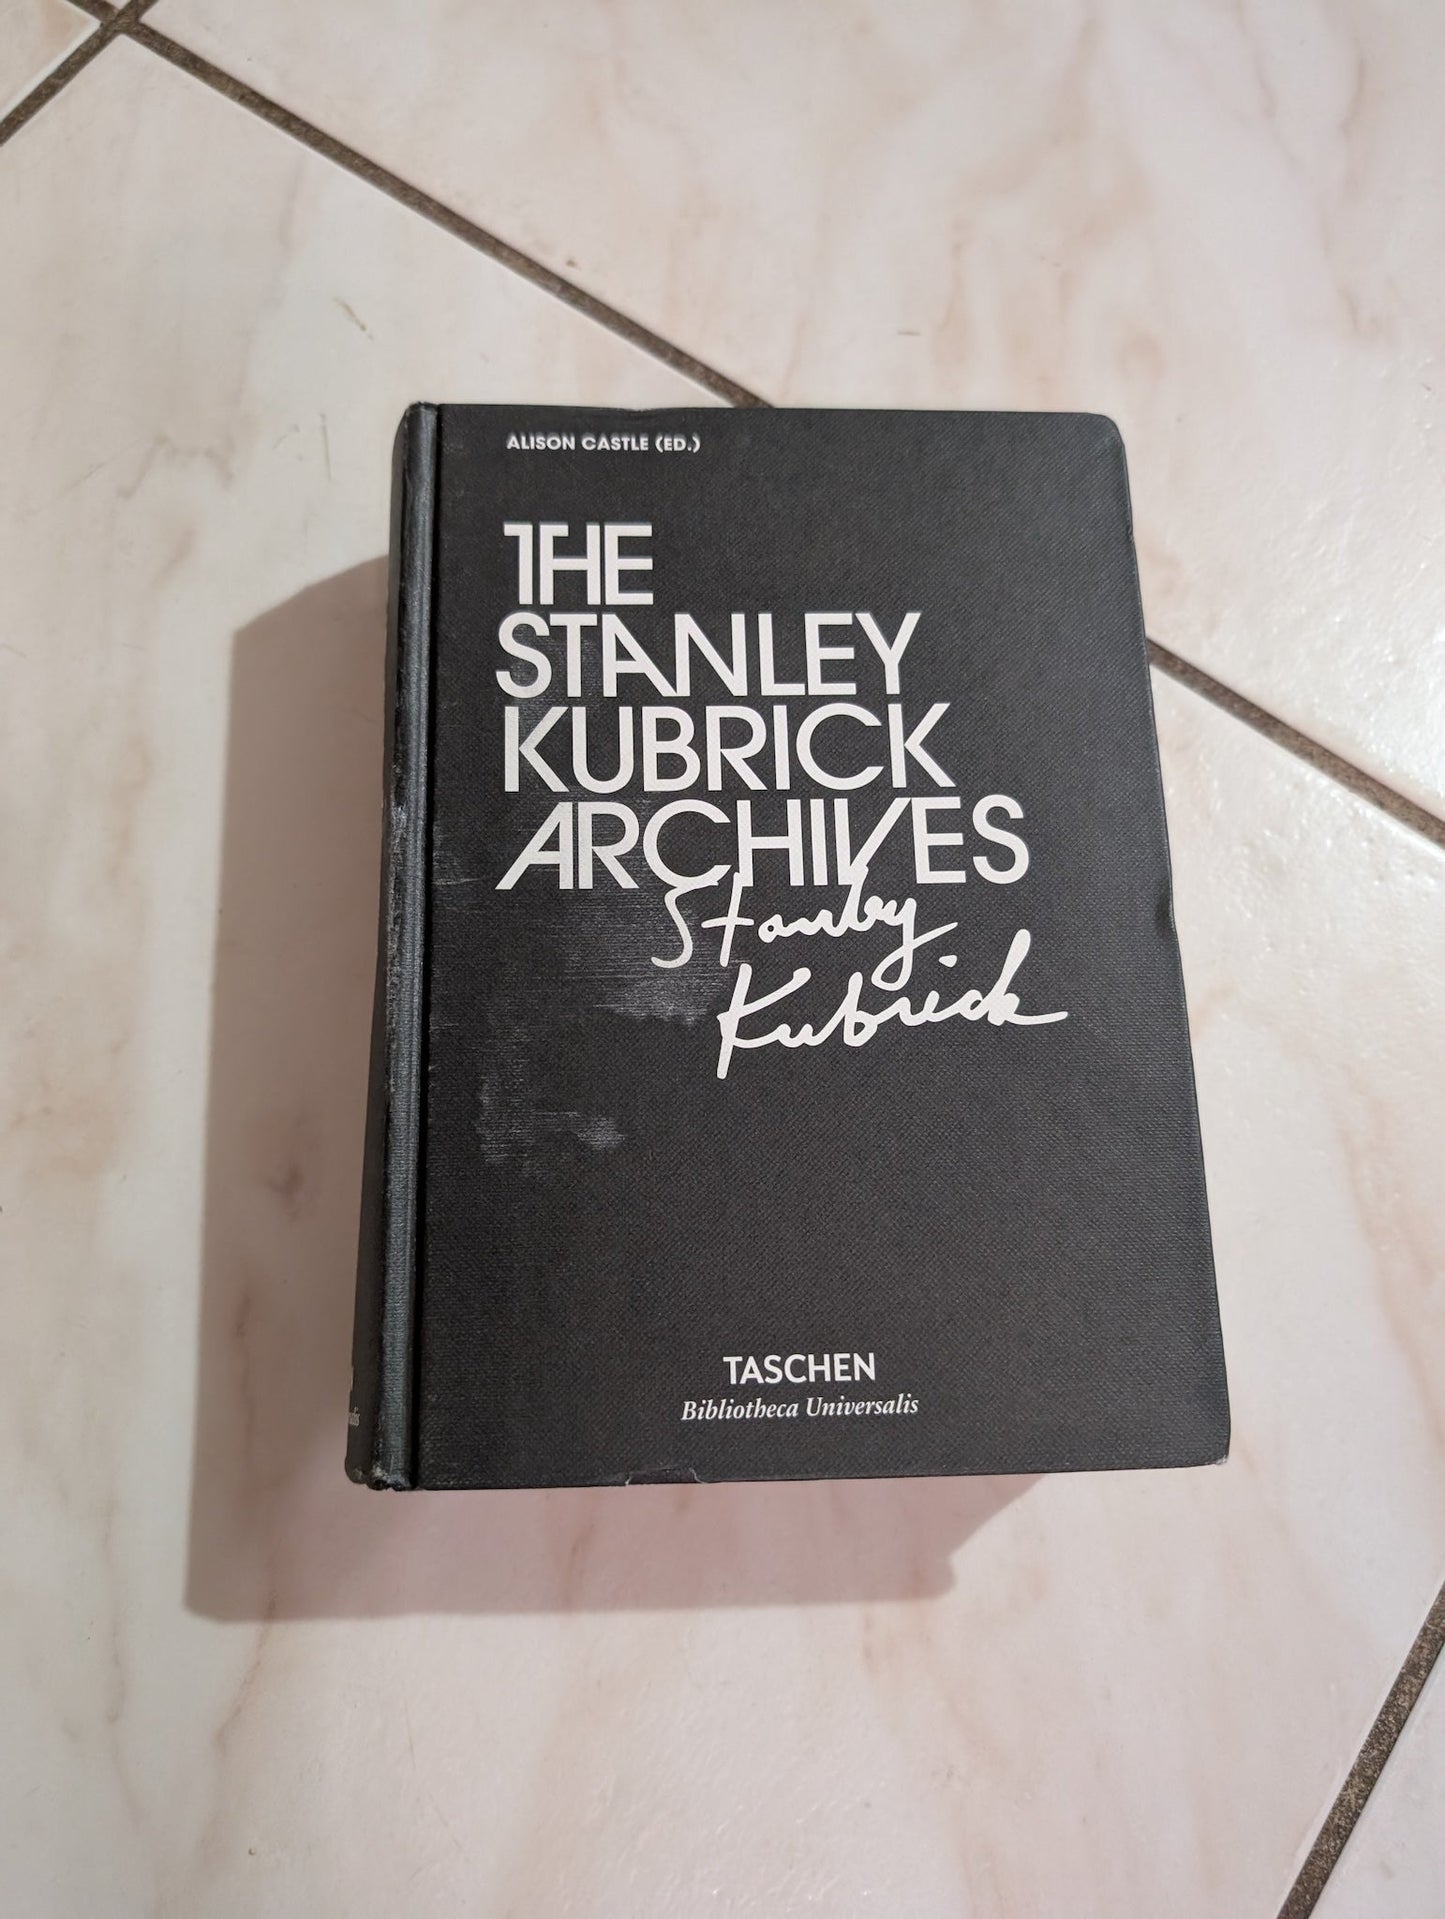 ALISON CASTLE (ED.)
THE
STANLEY
KUBRICK
ARCHIVES
Stanley
Kubrick
TASCHEN
Bibliotheca Universalis